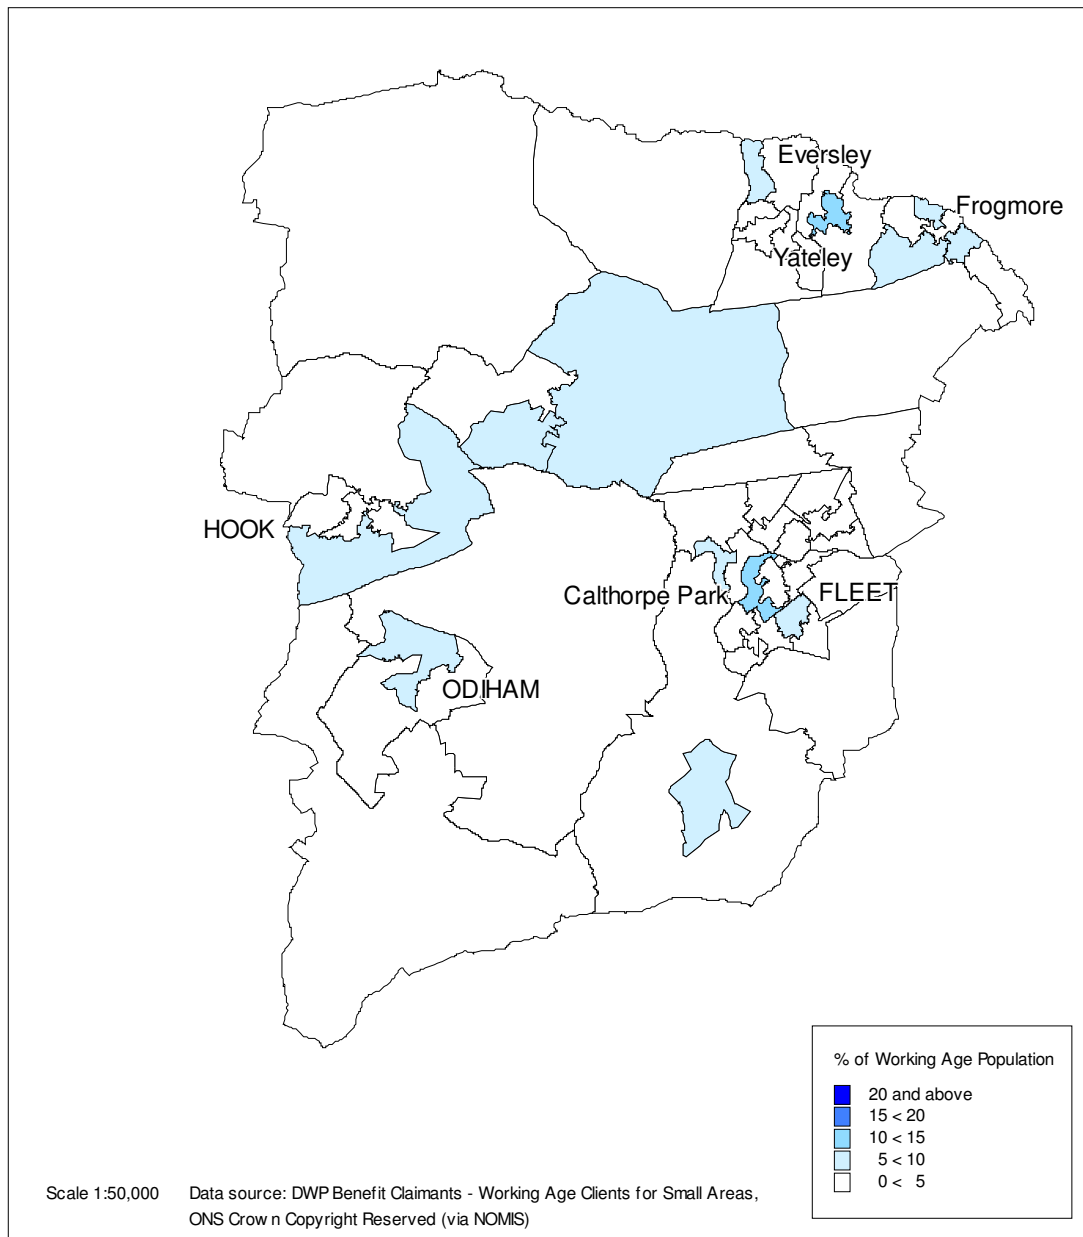 Eversley
Frogmore
Yateley
HOOK
Calthorpe Park
FLEET
ODIHAM
% of Working Age Population
20 and above
15 < 20
10 < 15
5 < 10
0 < 5
Scale 1:50,000
Data source: DWP Benefit Claimants - Working Age Clients for Small Areas,
ONS Crown Copyright Reserved (via NOMIS)